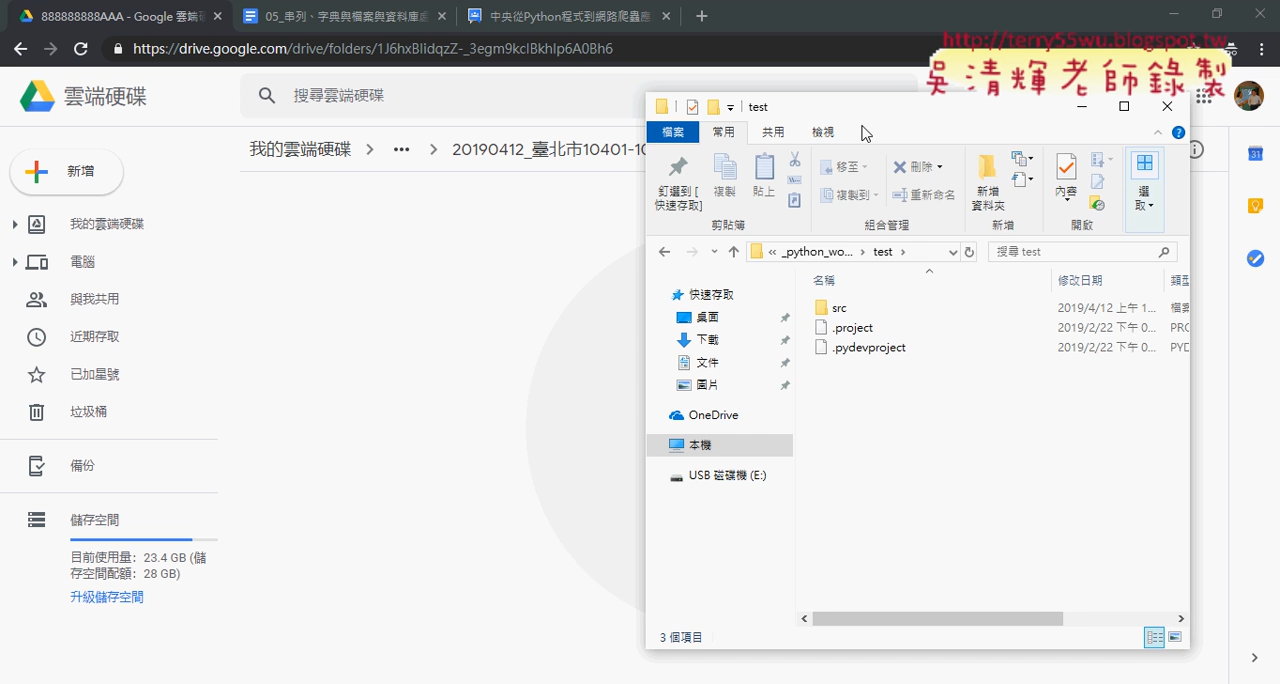 888888888AAA - Google 雲端硬
05_串列、字典與檔案與資料庫處
中央從Python程式到網路爬蟲應
https://drive.google.com/drive/folders/1J6hxBlidqzZ-_3egm9kclBkhlp6A0Bh6
http://terry55wu.blogspot.tw
吳清輝老師錄製
雲端硬碟
搜尋雲端硬碟
新增
我的雲端硬碟
電腦
與我共用
近期存取
已加星號
垃圾桶
備份
儲存空間
目前使用量: 23.4 GB (儲
存空間配額: 28 GB)
升級儲存空間
我的雲端硬碟 > ••• > 20190412_臺北市10401-10
31
test
檔案 常用 共用 檢視
釘選到 [
快速存取]
複製
貼上
剪貼簿
移至
複製到
刪除
重新命名
組合管理
新增
資料夾
新增
內容
開啟
選
取
« _python_wo... > test >
搜尋 test
快速存取
桌面
下載
文件
圖片
OneDrive
本機
USB 磁碟機 (E:)
名稱 修改日期 類型
src 2019/4/12 上午 1... 檔案
.project 2019/2/22 下午 0... PRO
.pydevproject 2019/2/22 下午 0... PYD
3 個項目